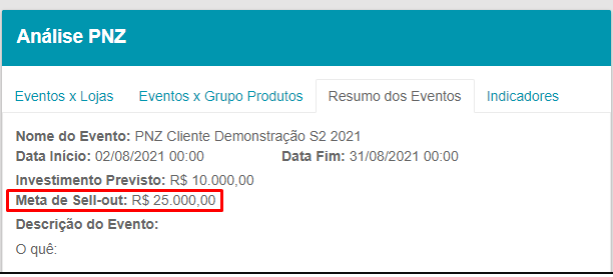 Análise PNZ
Eventos x Lojas Eventos x Grupo Produtos Resumo dos Eventos Indicadores
Nome do Evento: PNZ Cliente Demonstração S2 2021
Data Início: 02/08/2021 00:00 Data Fim: 31/08/2021 00:00
Investimento Previsto: R$ 10.000,00
Meta de Sell-out: R$ 25.000,00
Descrição do Evento:
O quê: